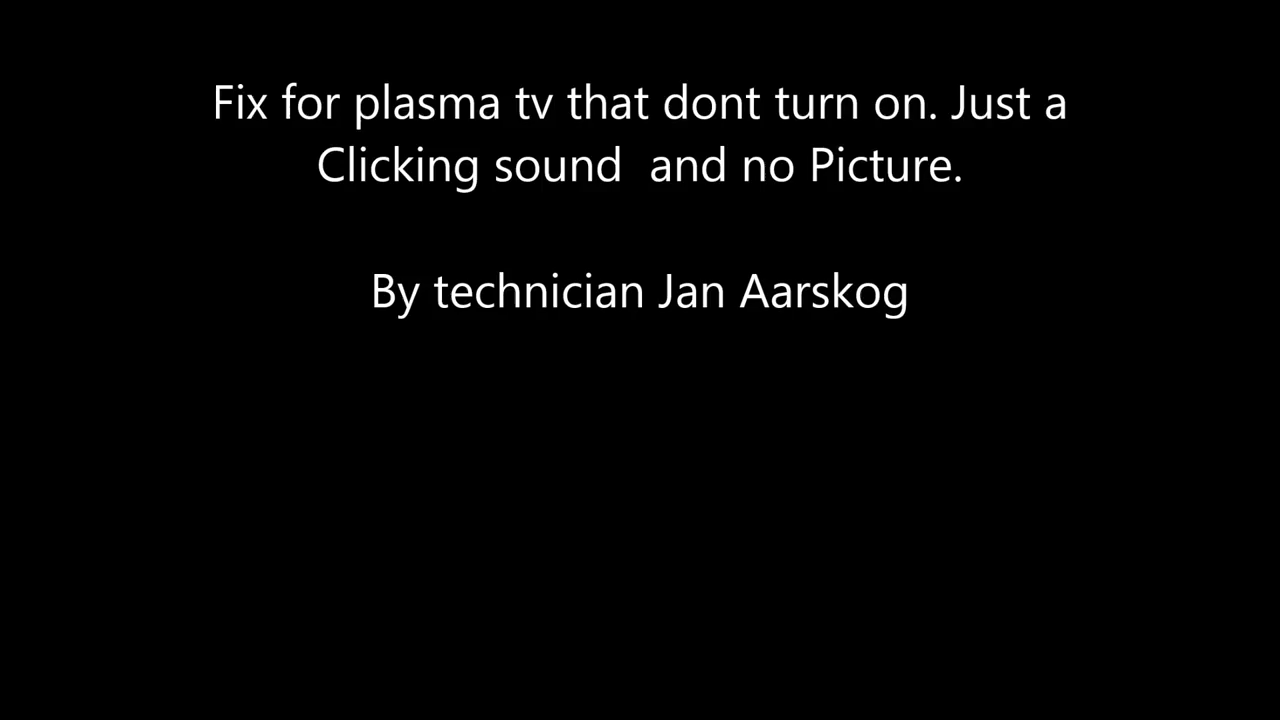 Fix for plasma tv that dont turn on. Just a
Clicking sound  and no Picture.
By technician Jan Aarskog